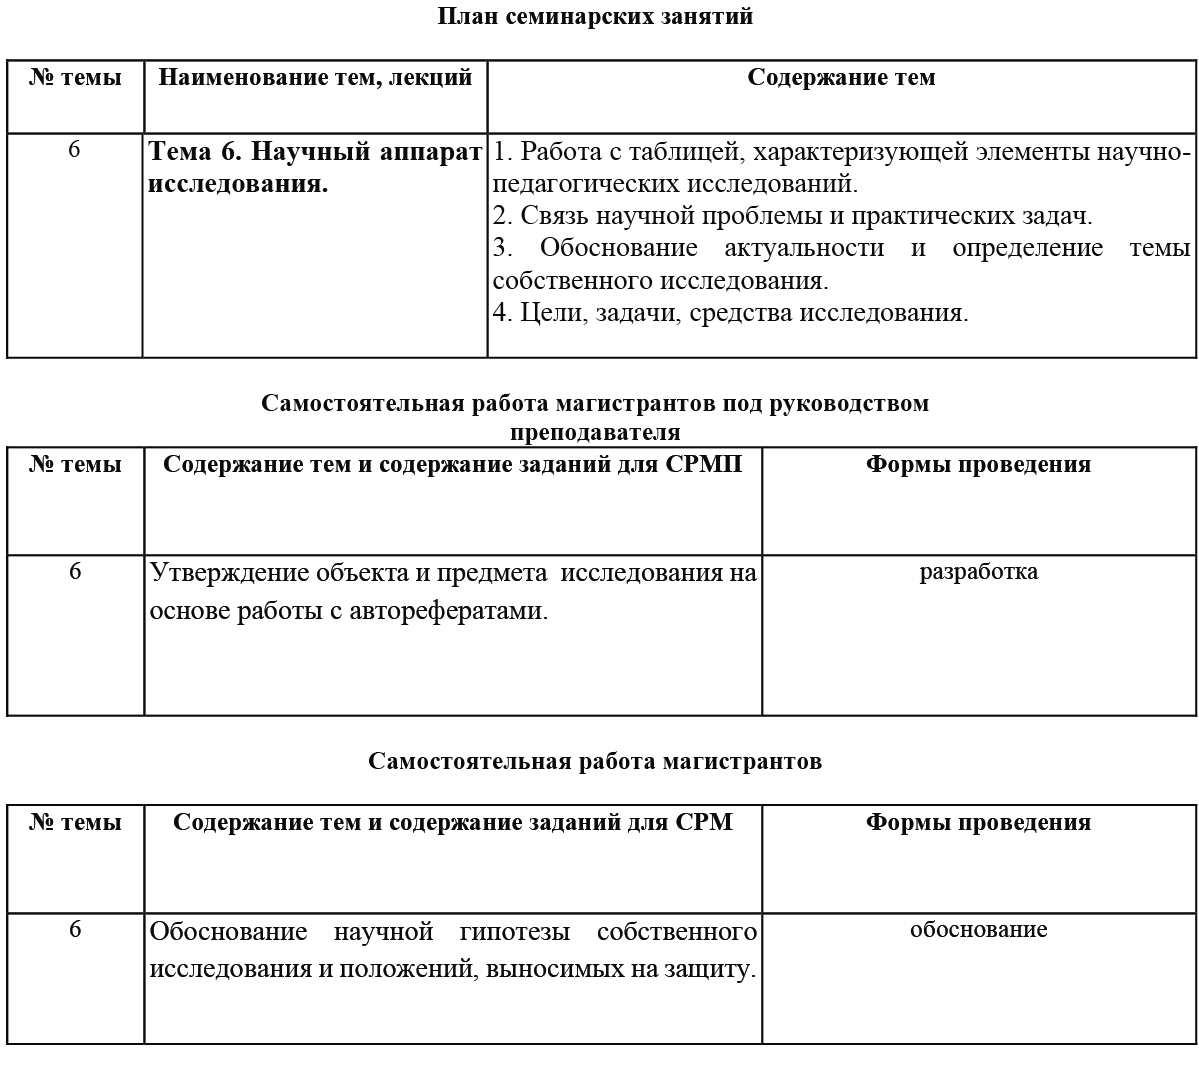 План семинарских занятий
№ темы
Наименование тем, лекций
Содержание тем
6
Тема 6. Научный аппарат
исследования.
1. Работа с таблицей, характеризующей элементы научно-
педагогических исследований.
2. Связь научной проблемы и практических задач.
3. Обоснование актуальности и определение темы
собственного исследования.
4. Цели, задачи, средства исследования.
Самостоятельная работа магистрантов под руководством
преподавателя
№ темы
Содержание тем и содержание заданий для СРМП
Формы проведения
6
Утверждение объекта и предмета исследования на
основе работы с авторефератами.
разработка
Самостоятельная работа магистрантов
№ темы
Содержание тем и содержание заданий для СРМ
Формы проведения
6
Обоснование научной гипотезы собственного
исследования и положений, выносимых на защиту.
обоснование